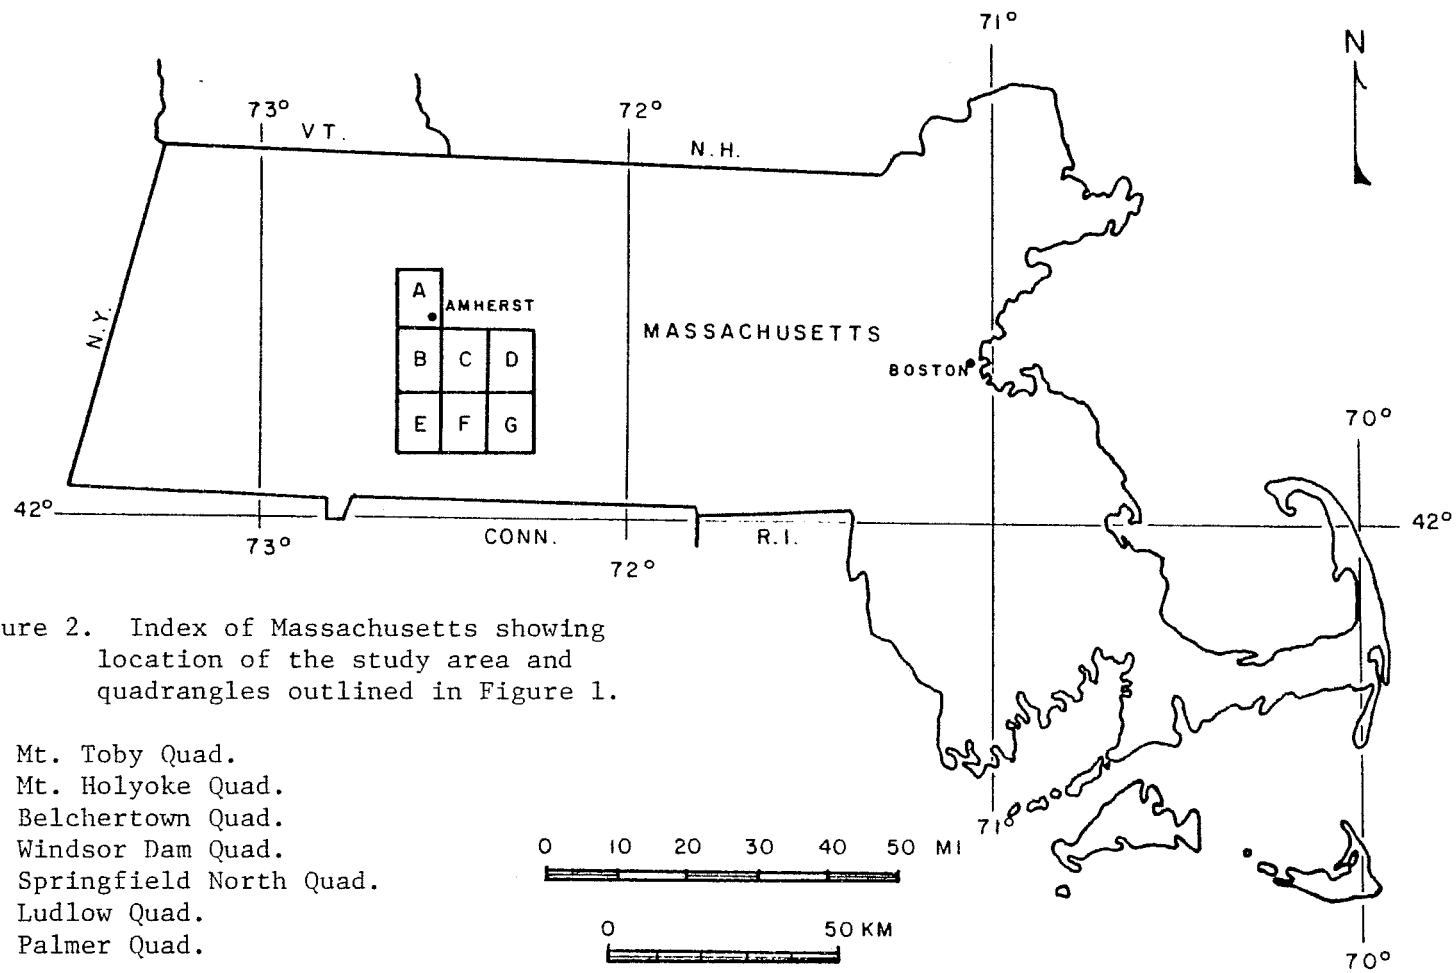 71°
N
73°
72°
VT.
N.H.
A
AMHERST
N.Y.
MASSACHUSETTS
B C D
BOSTON
E F G
70°
42°
42°
CONN.
R.I.
73°
72°
ure 2. Index of Massachusetts showing
location of the study area and
quadrangles outlined in Figure 1.
Mt. Toby Quad.
Mt. Holyoke Quad.
Belchertown Quad.
Windsor Dam Quad.
Springfield North Quad.
Ludlow Quad.
Palmer Quad.
71°
0 10 20 30 40 50 MI
0 50 KM
70°